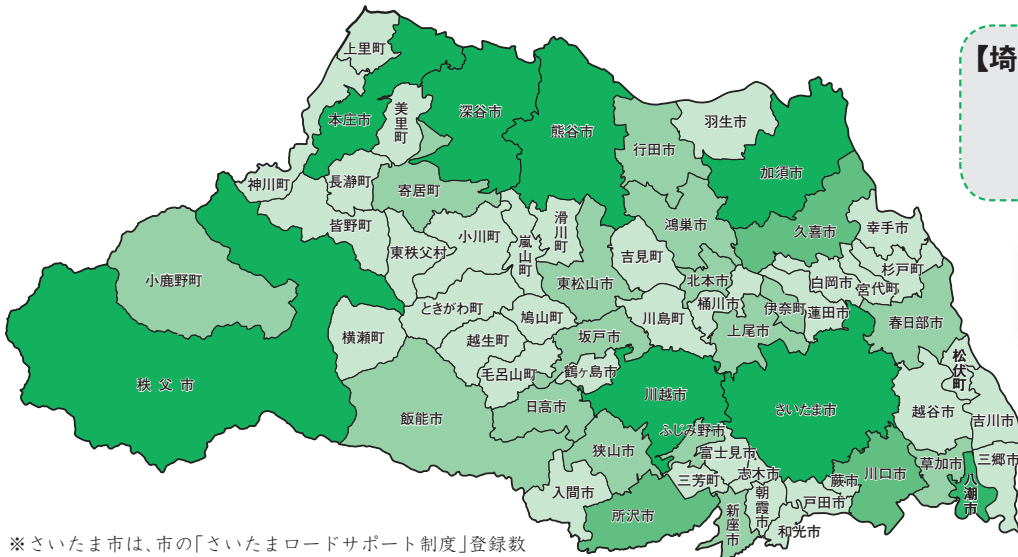 【埼
上里町
本庄市
美里町
深谷市
熊谷市
行田市
羽生市
加須市
神川町
長瀞町
寄居町
皆野町
東秩父村
小川町
嵐山町
滑川町
吉見町
鴻巣市
久喜市
幸手市
小鹿野町
東松山市
北本市
白岡市
杉戸町
宮代町
ときがわ町
鳩山町
川島町
桶川市
伊奈町
蓮田市
春日部市
横瀬町
越生町
坂戸市
上尾市
毛呂山町
鶴ヶ島市
松伏町
秩父市
飯能市
日高市
川越市
さいたま市
越谷市
吉川市
ふじみ野市
狭山市
富士見市
三芳町
志木市
川口市
草加市
八潮市
三郷市
入間市
所沢市
新座市
朝霞市
和光市
戸田市
蕨市
※さいたま市は、市の「さいたまロードサポート制度」登録数